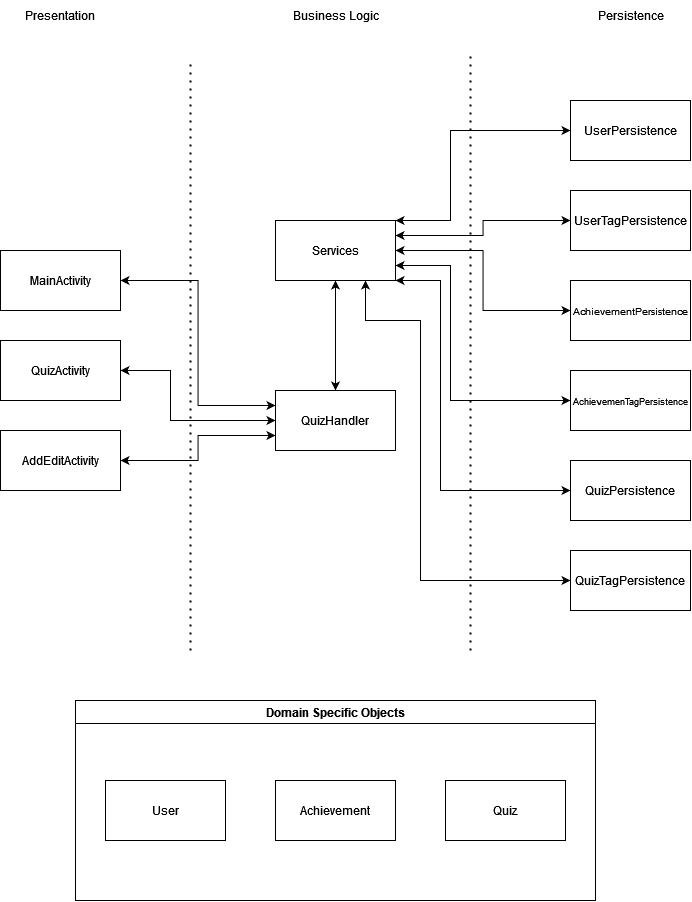 Presentation
Business Logic
Persistence
UserPersistence
UserTagPersistence
Services
MainActivity
AchievementPersistence
QuizActivity
AchievemenTagPersistence
QuizHandler
AddEditActivity
QuizPersistence
QuizTagPersistence
Domain Specific Objects
User
Achievement
Quiz